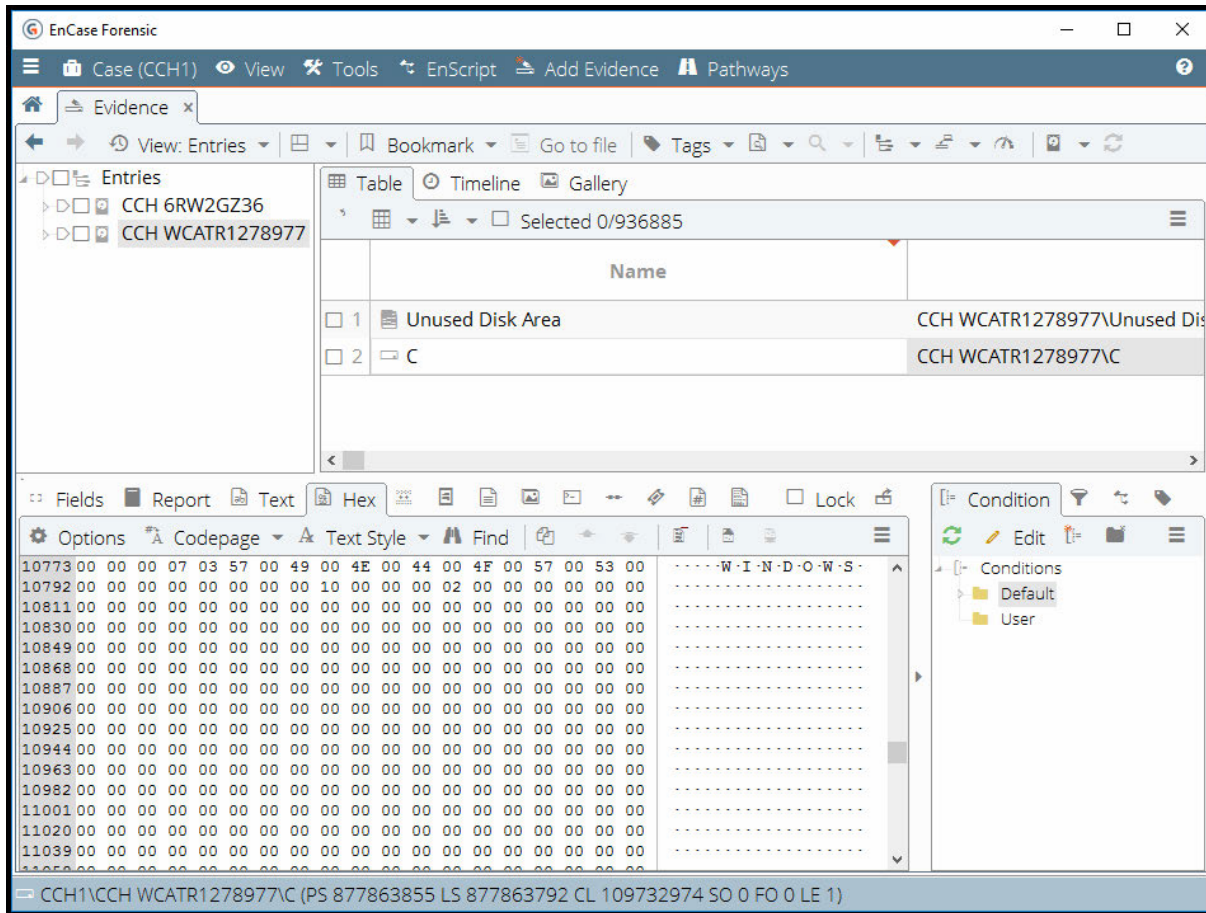 EnCase Forensic
Case (CCH1) View Tools EnScript Add Evidence Pathways
Evidence
View: Entries Bookmark Go to file Tags
Entries
CCH 6RW2GZ36
CCH WCATR1278977
Table Timeline Gallery
Selected 0/936885
Name
1 Unused Disk Area CCH WCATR1278977\Unused Dis
2 C CCH WCATR1278977\C
Fields Report Text Hex Lock
Options Codepage Text Style Find
10773 00 00 00 07 03 57 00 49 00 4E 00 44 00 4F 00 57 00 53 00 · · · · · W · I · N · D · O · W · S ·
10792 00 00 00 00 00 00 00 00 10 00 00 00 02 00 00 00 00 00 00 · · · · · · · · · · · · · · · · · · ·
10811 00 00 00 00 00 00 00 00 00 00 00 00 00 00 00 00 00 00 00 · · · · · · · · · · · · · · · · · · ·
10830 00 00 00 00 00 00 00 00 00 00 00 00 00 00 00 00 00 00 00 · · · · · · · · · · · · · · · · · · ·
10849 00 00 00 00 00 00 00 00 00 00 00 00 00 00 00 00 00 00 00 · · · · · · · · · · · · · · · · · · ·
10868 00 00 00 00 00 00 00 00 00 00 00 00 00 00 00 00 00 00 00 · · · · · · · · · · · · · · · · · · ·
10887 00 00 00 00 00 00 00 00 00 00 00 00 00 00 00 00 00 00 00 · · · · · · · · · · · · · · · · · · ·
10906 00 00 00 00 00 00 00 00 00 00 00 00 00 00 00 00 00 00 00 · · · · · · · · · · · · · · · · · · ·
10925 00 00 00 00 00 00 00 00 00 00 00 00 00 00 00 00 00 00 00 · · · · · · · · · · · · · · · · · · ·
10944 00 00 00 00 00 00 00 00 00 00 00 00 00 00 00 00 00 00 00 · · · · · · · · · · · · · · · · · · ·
10963 00 00 00 00 00 00 00 00 00 00 00 00 00 00 00 00 00 00 00 · · · · · · · · · · · · · · · · · · ·
10982 00 00 00 00 00 00 00 00 00 00 00 00 00 00 00 00 00 00 00 · · · · · · · · · · · · · · · · · · ·
11001 00 00 00 00 00 00 00 00 00 00 00 00 00 00 00 00 00 00 00 · · · · · · · · · · · · · · · · · · ·
11020 00 00 00 00 00 00 00 00 00 00 00 00 00 00 00 00 00 00 00 · · · · · · · · · · · · · · · · · · ·
11039 00 00 00 00 00 00 00 00 00 00 00 00 00 00 00 00 00 00 00 · · · · · · · · · · · · · · · · · · ·
Condition
Edit
Conditions
Default
User
CCH1\CCH WCATR1278977\C (PS 877863855 LS 877863792 CL 109732974 SO 0 FO 0 LE 1)